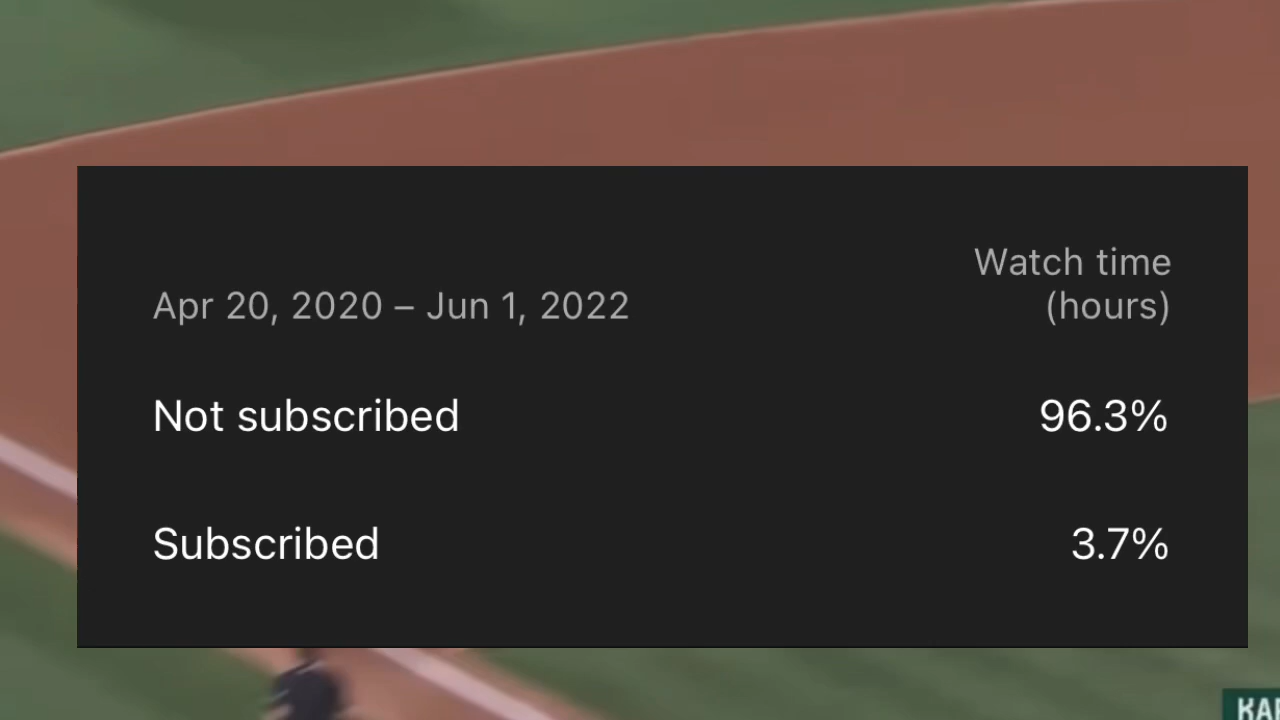 Watch time
(hours)
Apr 20, 2020 – Jun 1, 2022
Not subscribed 96.3%
Subscribed 3.7%